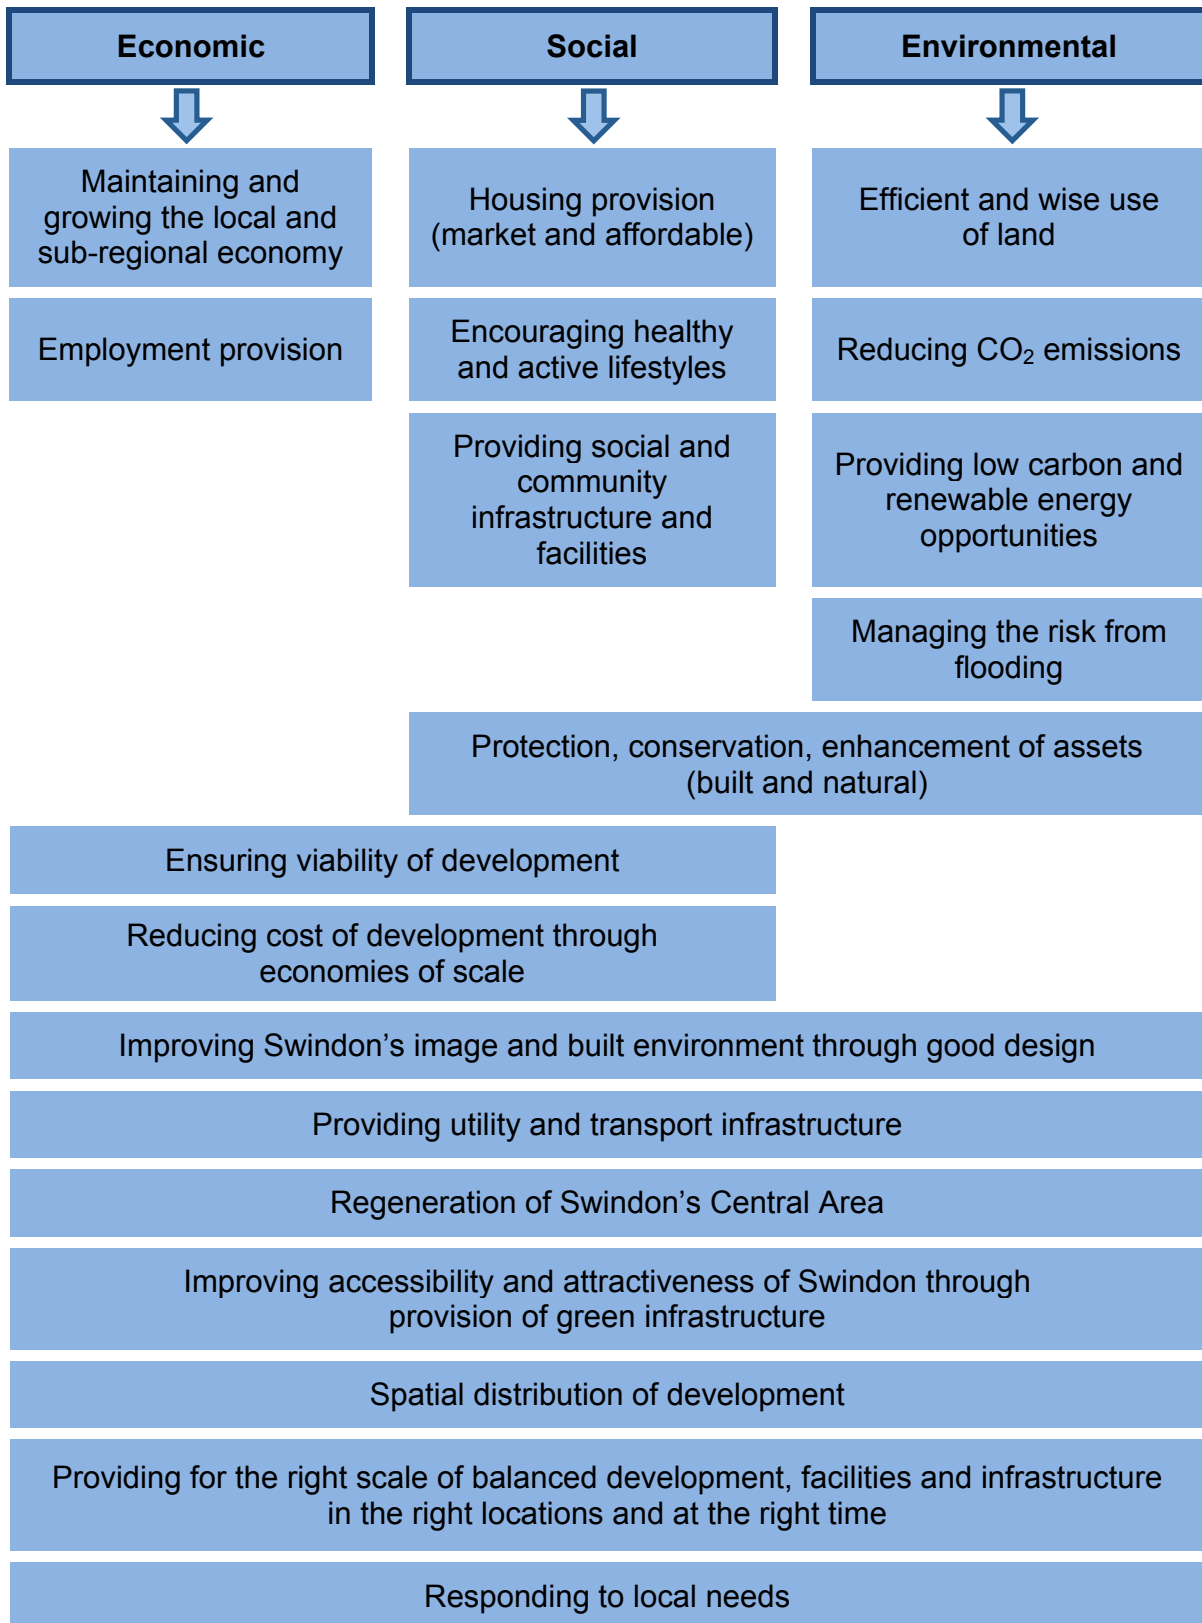 Economic
Social
Environmental
Maintaining and
growing the local and
sub-regional economy
Housing provision
(market and affordable)
Efficient and wise use
of land
Employment provision
Encouraging healthy
and active lifestyles
Reducing CO₂ emissions
Providing social and
community
infrastructure and
facilities
Providing low carbon and
renewable energy
opportunities
Managing the risk from
flooding
Protection, conservation, enhancement of assets
(built and natural)
Ensuring viability of development
Reducing cost of development through
economies of scale
Improving Swindon’s image and built environment through good design
Providing utility and transport infrastructure
Regeneration of Swindon’s Central Area
Improving accessibility and attractiveness of Swindon through
provision of green infrastructure
Spatial distribution of development
Providing for the right scale of balanced development, facilities and infrastructure
in the right locations and at the right time
Responding to local needs